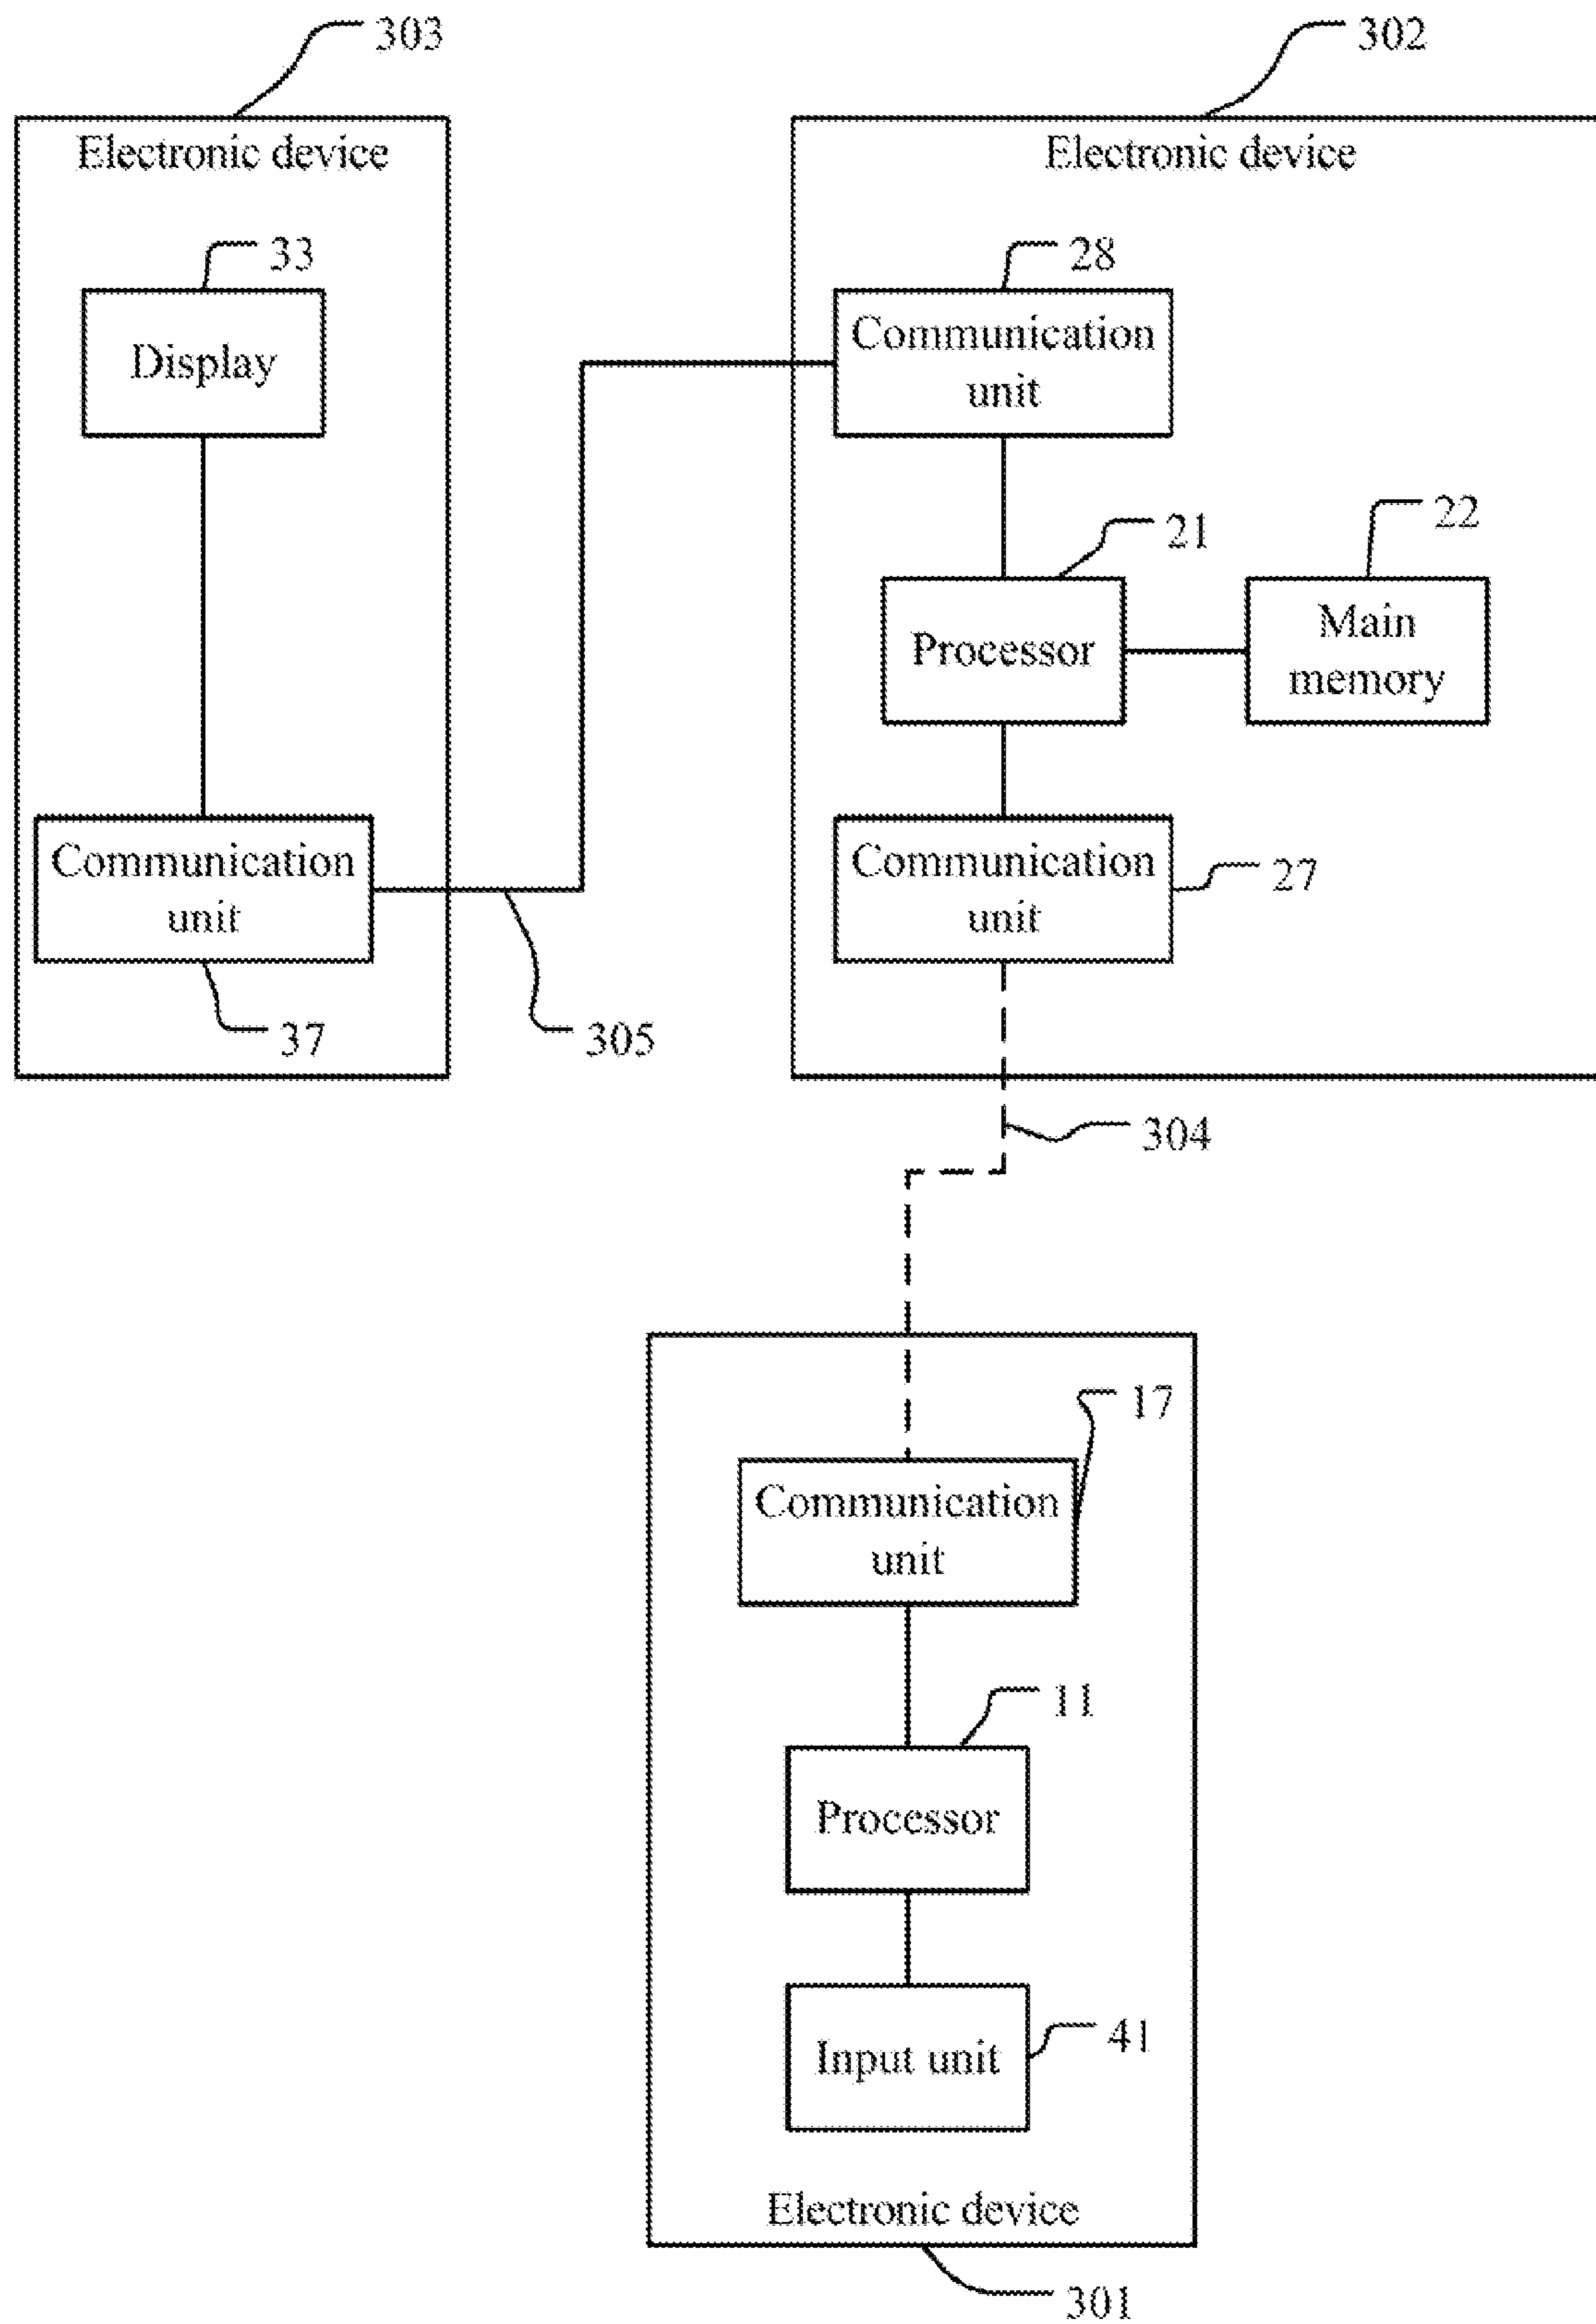 303
302
Electronic device
Electronic device
33
28
Display
Communication
unit
21
22
Processor
Main
memory
Communication
unit
Communication
unit
27
37
305
304
17
Communication
unit
11
Processor
41
Input unit
Electronic device
301